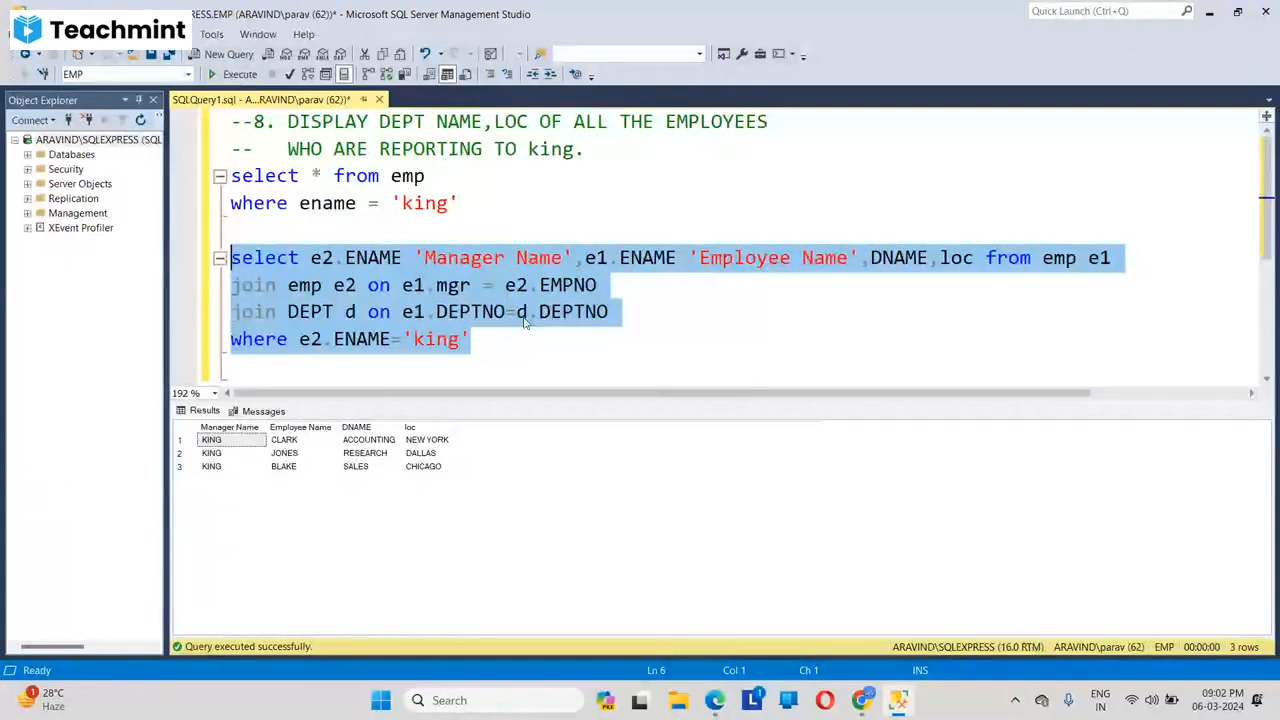 RESS.EMP - ARAVIND\parav (62))* - Microsoft SQL Server Management Studio
Quick Launch (Ctrl+Q)
Teachmint
Tools Window Help
New Query
EMP Execute
Object Explorer
SQLQuery1.sql - A...RAVIND\parav (62))*
Connect
ARAVIND\SQLEXPRESS (SQL
Databases
Security
Server Objects
Replication
Management
XEvent Profiler
--8. DISPLAY DEPT NAME,LOC OF ALL THE EMPLOYEES
-- WHO ARE REPORTING TO king.
select * from emp
where ename = 'king'
select e2.ENAME 'Manager Name',e1.ENAME 'Employee Name',DNAME,loc from emp e1
join emp e2 on e1.mgr = e2.EMPNO
join DEPT d on e1.DEPTNO=d.DEPTNO
where e2.ENAME='king'
192 %
Results Messages
Manager Name Employee Name DNAME loc
1 KING CLARK ACCOUNTING NEW YORK
2 KING JONES RESEARCH DALLAS
3 KING BLAKE SALES CHICAGO
Query executed successfully.
ARAVIND\SQLEXPRESS (16.0 RTM) ARAVIND\parav (62) EMP 00:00:00 3 rows
Ready Ln 6 Col 1 Ch 1 INS
28°C
Haze
Search
ENG
IN
09:02 PM
06-03-2024